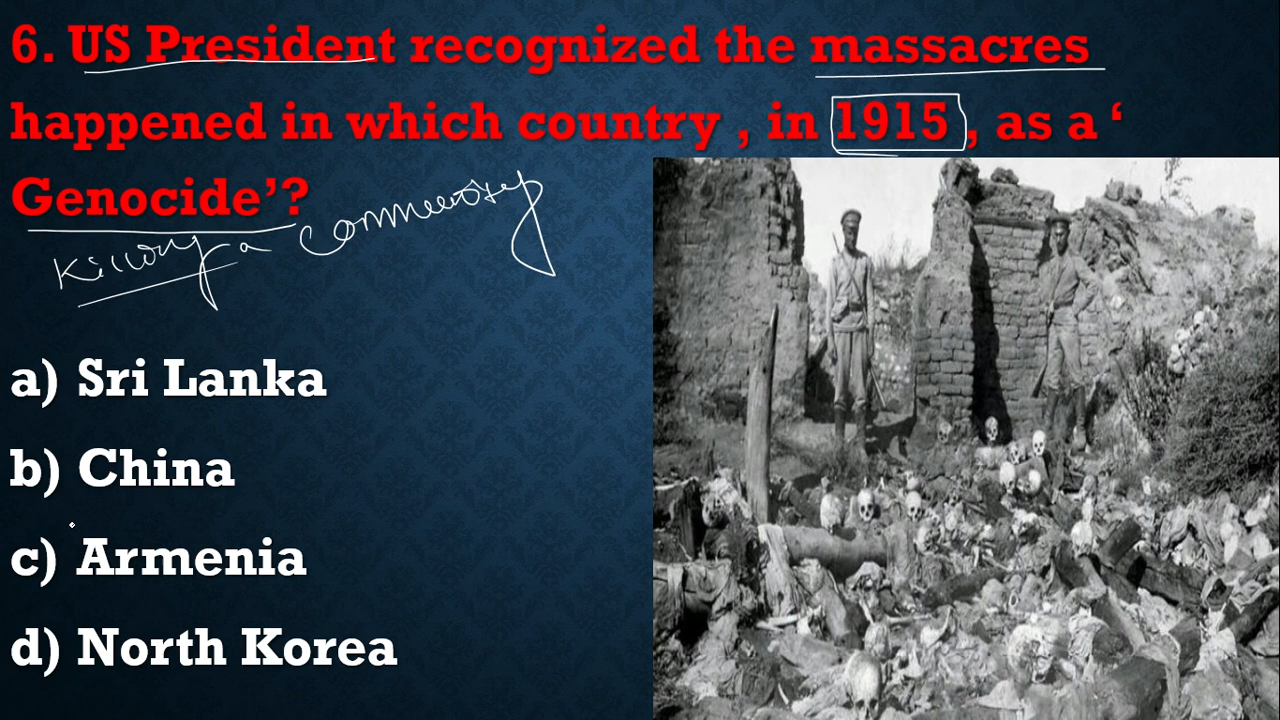 6. US President recognized the massacres
happened in which country , in 1915 , as a ‘
Genocide’?
Killing a community
a) Sri Lanka
b) China
c) Armenia
d) North Korea